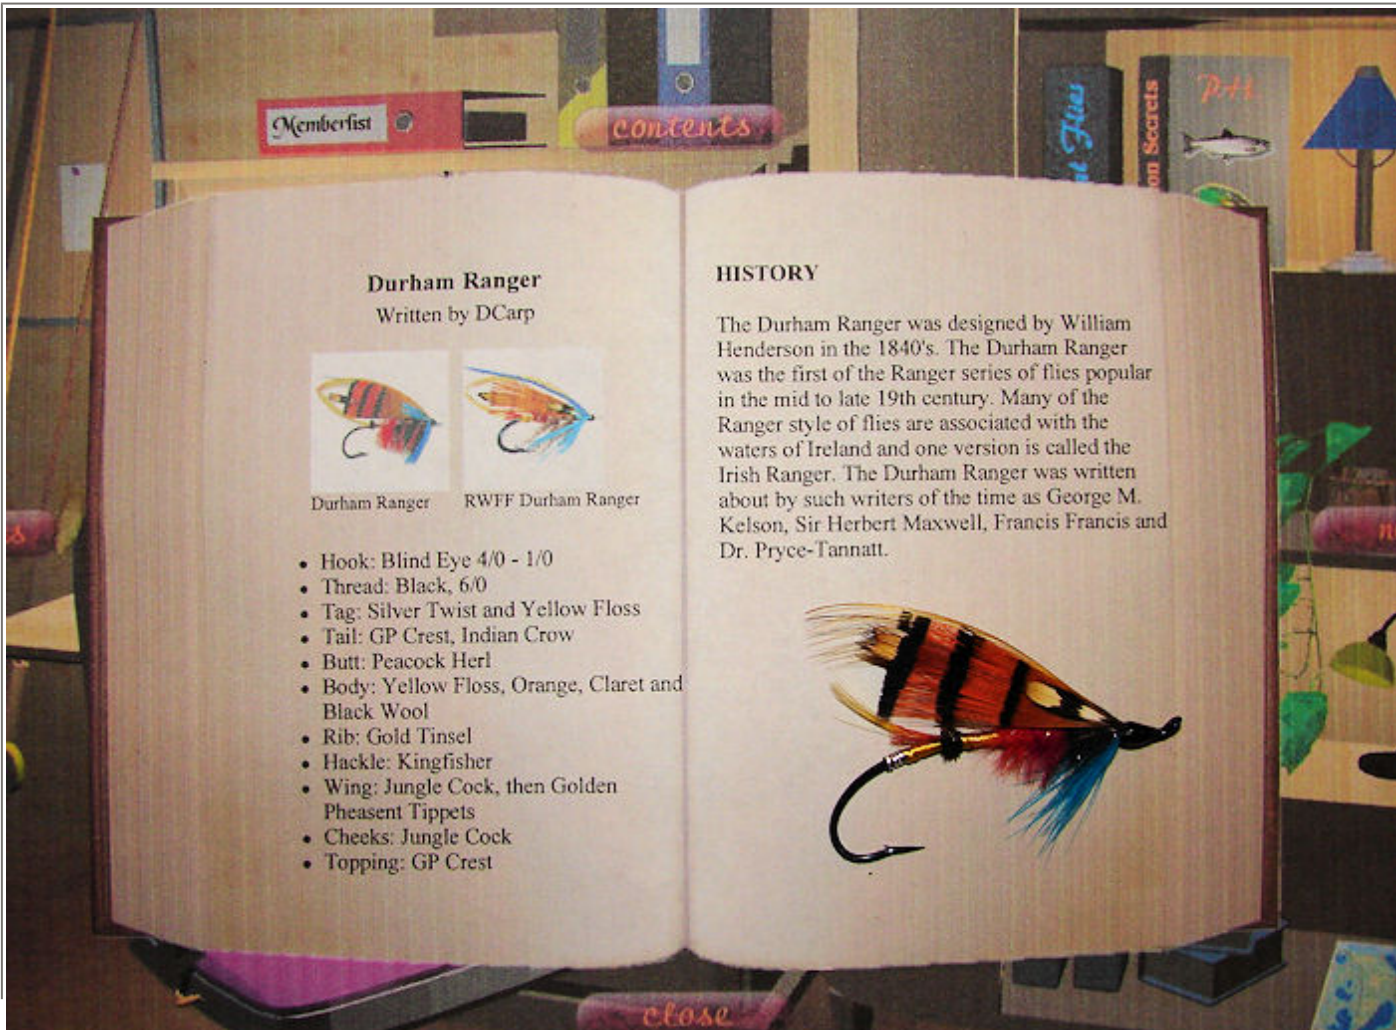 Memberlist
contents
Durham Ranger
Written by DCarp
Durham Ranger
RWFF Durham Ranger
• Hook: Blind Eye 4/0 - 1/0
• Thread: Black, 6/0
• Tag: Silver Twist and Yellow Floss
• Tail: GP Crest, Indian Crow
• Butt: Peacock Herl
• Body: Yellow Floss, Orange, Claret and
Black Wool
• Rib: Gold Tinsel
• Hackle: Kingfisher
• Wing: Jungle Cock, then Golden
Pheasent Tippets
• Cheeks: Jungle Cock
• Topping: GP Crest
HISTORY
The Durham Ranger was designed by William
Henderson in the 1840's. The Durham Ranger
was the first of the Ranger series of flies popular
in the mid to late 19th century. Many of the
Ranger style of flies are associated with the
waters of Ireland and one version is called the
Irish Ranger. The Durham Ranger was written
about by such writers of the time as George M.
Kelson, Sir Herbert Maxwell, Francis Francis and
Dr. Pryce-Tannatt.
Flies
Secrets
close